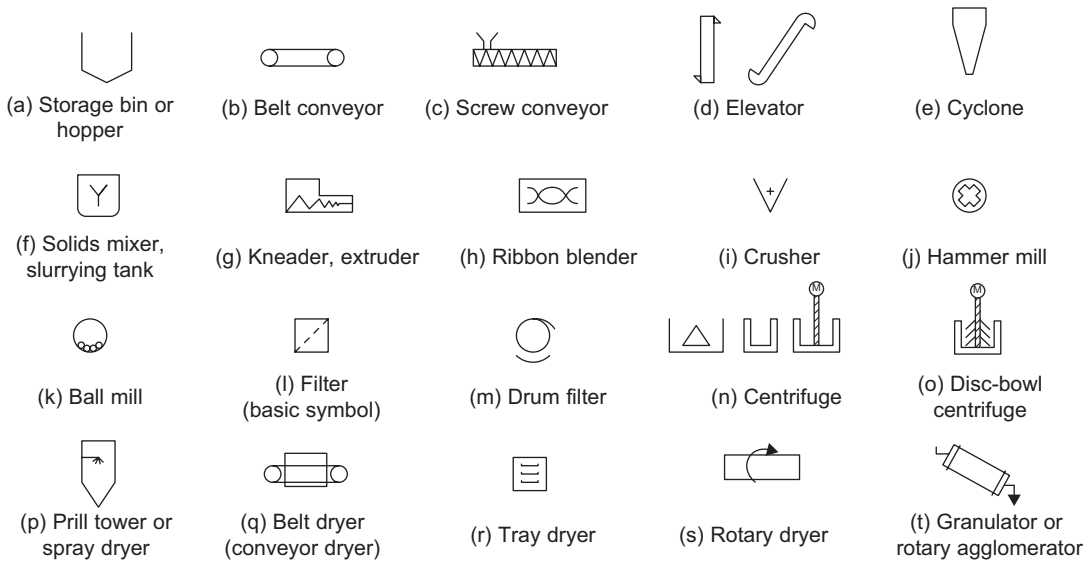 (a) Storage bin or
hopper
(b) Belt conveyor
(c) Screw conveyor
(d) Elevator
(e) Cyclone
(f) Solids mixer,
slurrying tank
(g) Kneader, extruder
(h) Ribbon blender
(i) Crusher
(j) Hammer mill
M
M
(k) Ball mill
(l) Filter
(basic symbol)
(m) Drum filter
(n) Centrifuge
(o) Disc-bowl
centrifuge
(p) Prill tower or
spray dryer
(q) Belt dryer
(conveyor dryer)
(r) Tray dryer
(s) Rotary dryer
(t) Granulator or
rotary agglomerator